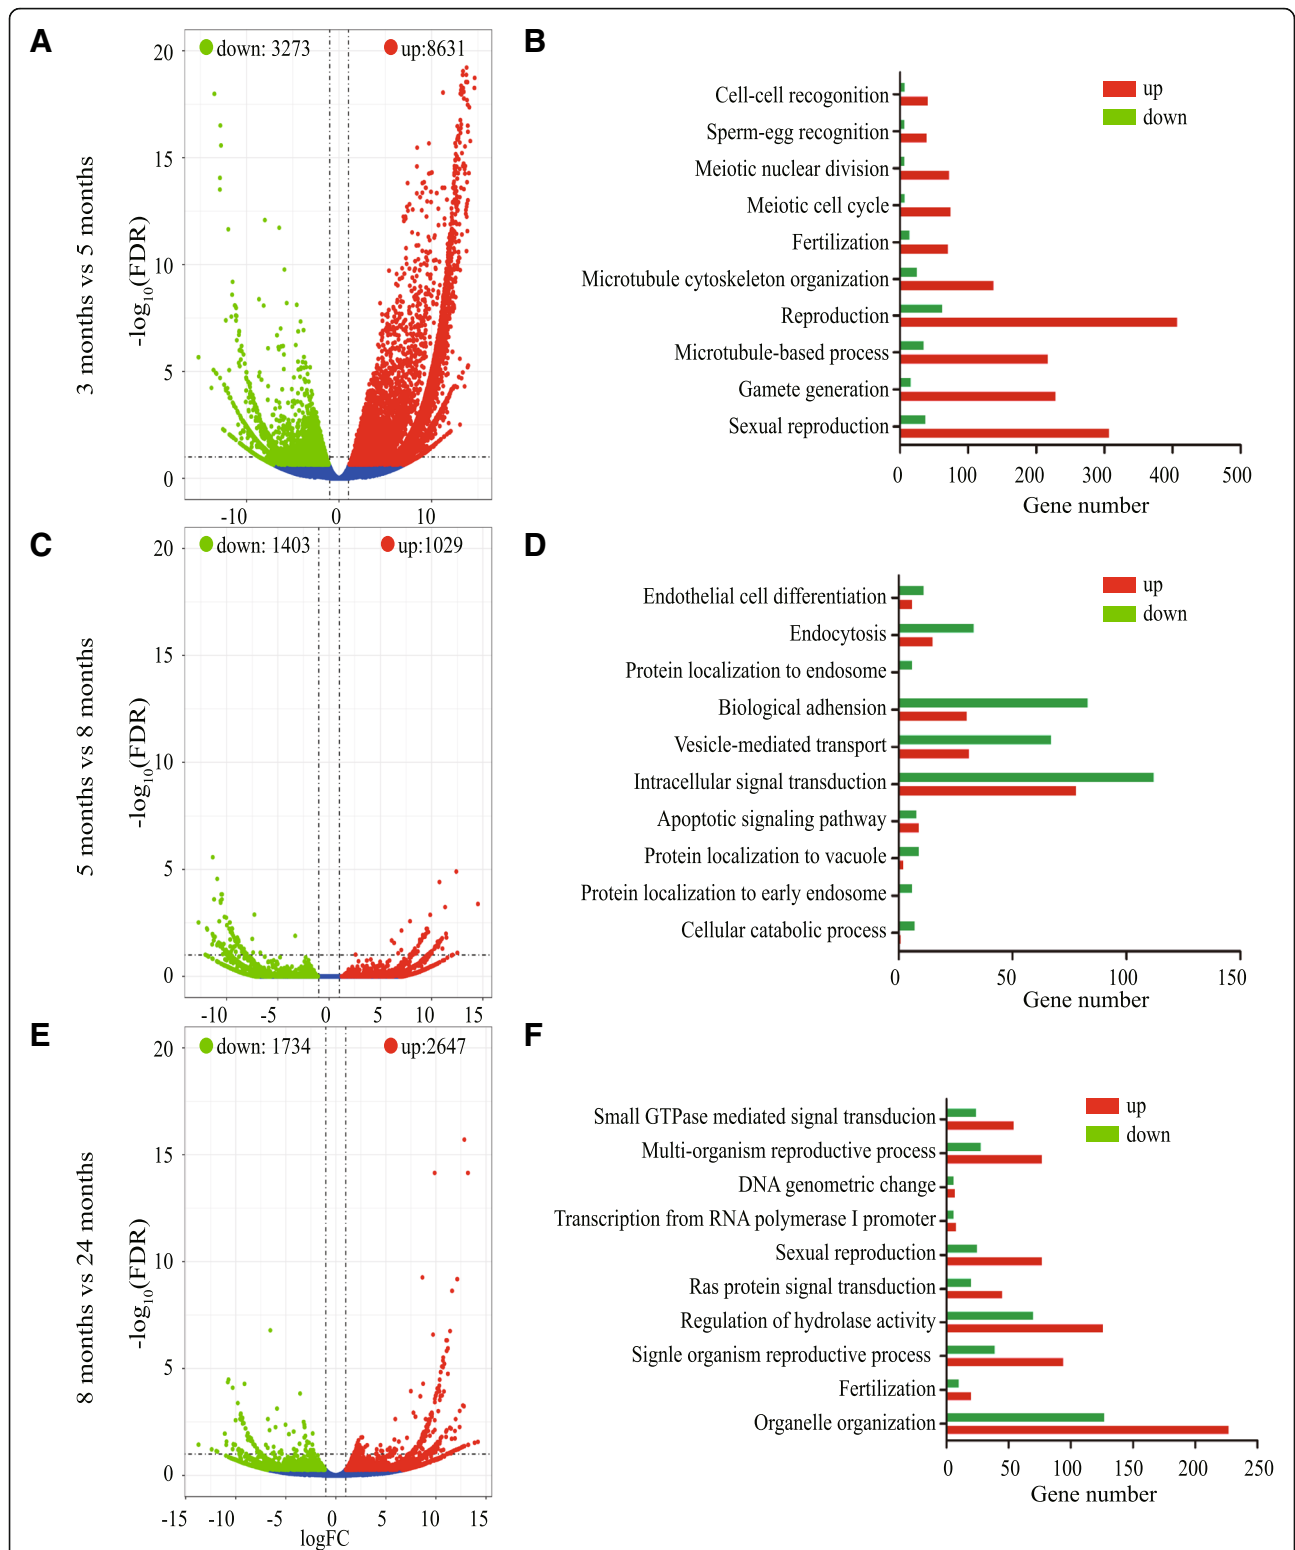 A
3 months vs 5 months
-log10(FDR)
down: 3273
up:8631
20
15
10
5
0
-10
0
10
B
up
down
Cell-cell recogonition
Sperm-egg recognition
Meiotic nuclear division
Meiotic cell cycle
Fertilization
Microtubule cytoskeleton organization
Reproduction
Microtubule-based process
Gamete generation
Sexual reproduction
0 100 200 300 400 500
Gene number
C
5 months vs 8 months
-log10(FDR)
down: 1403
up:1029
20
15
10
5
0
-10 -5 0 5 10 15
D
up
down
Endothelial cell differentiation
Endocytosis
Protein localization to endosome
Biological adhension
Vesicle-mediated transport
Intracellular signal transduction
Apoptotic signaling pathway
Protein localization to vacuole
Protein localization to early endosome
Cellular catabolic process
0 50 100 150
Gene number
E
8 months vs 24 months
-log10(FDR)
down: 1734
up:2647
20
15
10
5
0
-15 -10 -5 0 5 10 15
logFC
F
up
down
Small GTPase mediated signal transducion
Multi-organism reproductive process
DNA genometric change
Transcription from RNA polymerase I promoter
Sexual reproduction
Ras protein signal transduction
Regulation of hydrolase activity
Signle organism reproductive process
Fertilization
Organelle organization
0 50 100 150 200 250
Gene number